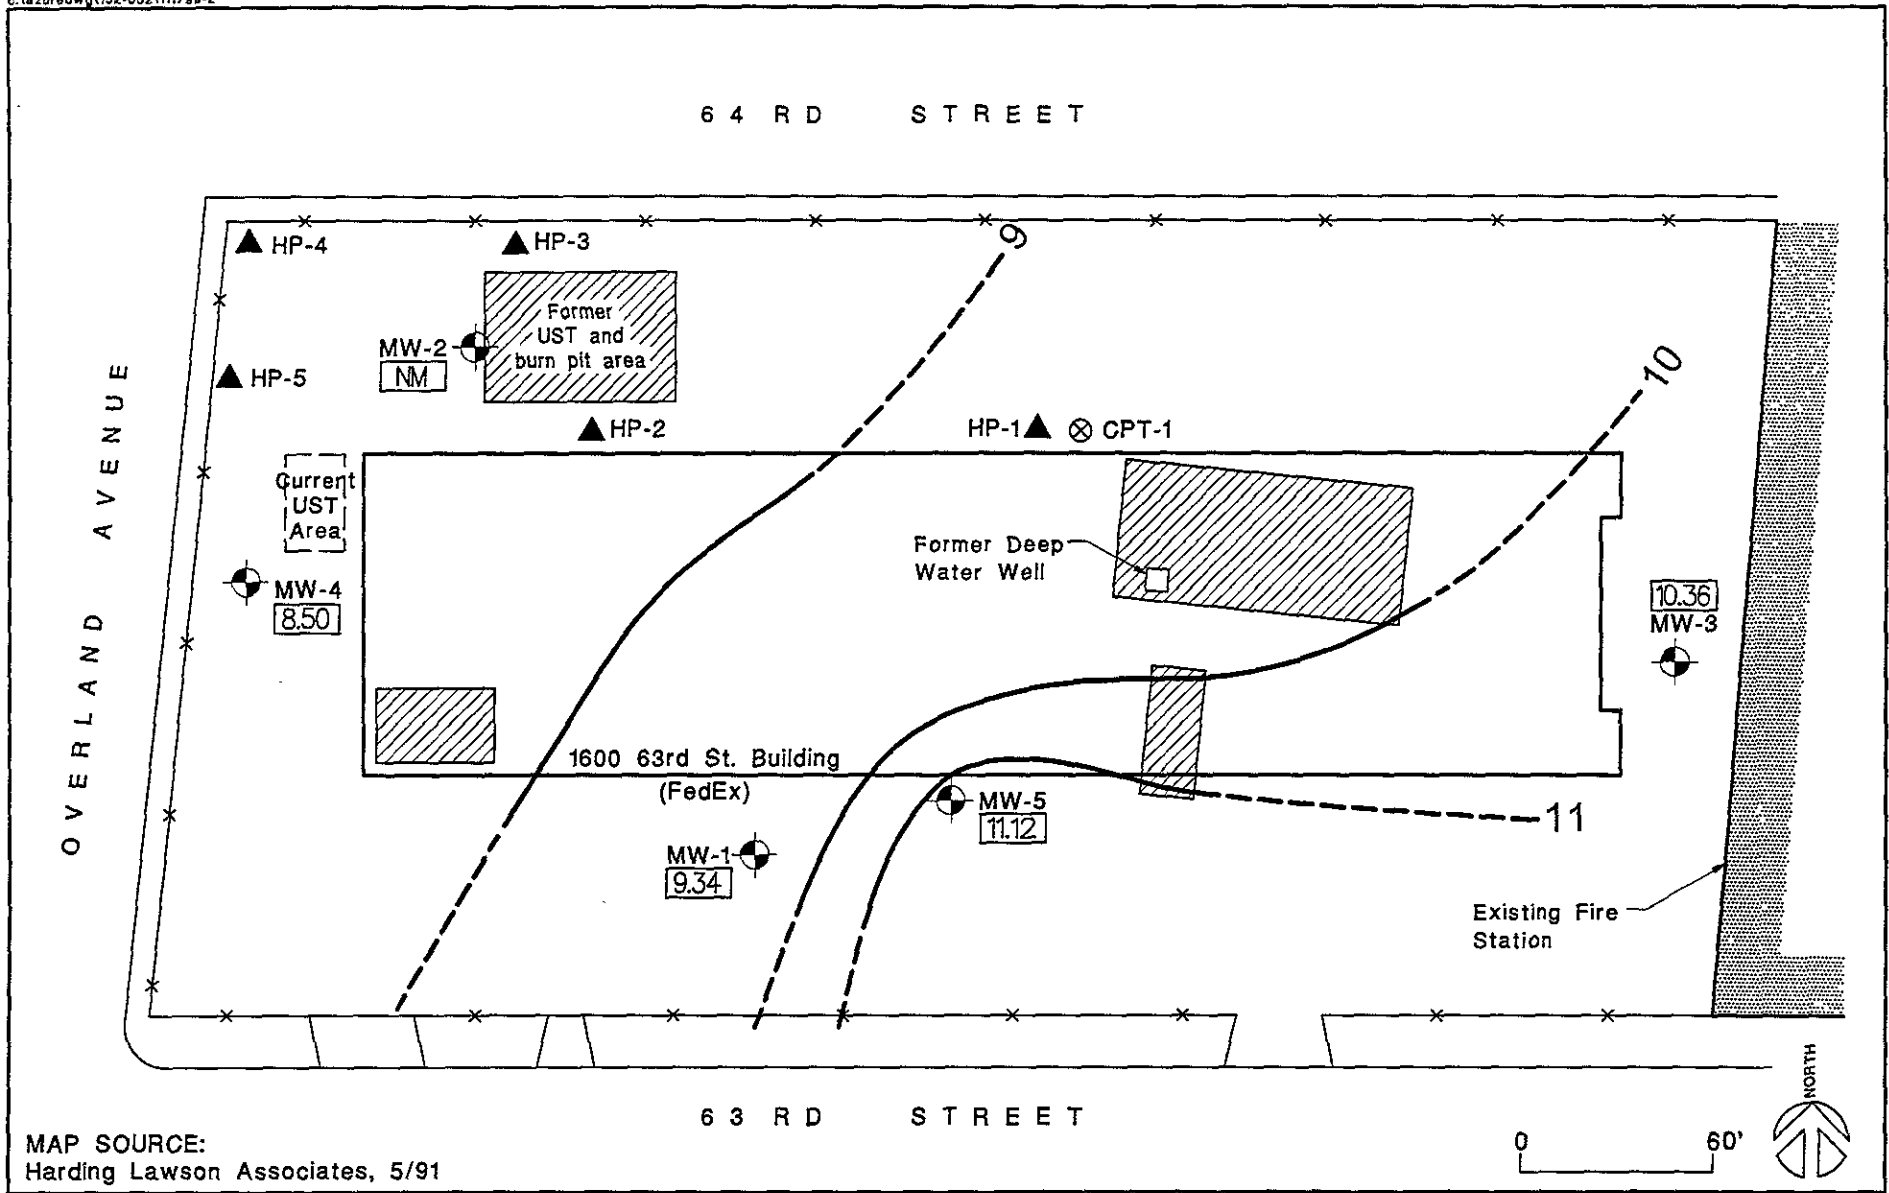 64 RD STREET
9
HP-4
HP-3
Former
UST and
burn pit area
MW-2
NM
10
HP-5
HP-2
HP-1
CPT-1
Current
UST
Area
Former Deep
Water Well
MW-4
8.50
10.36
MW-3
OVERLAND AVENUE
1600 63rd St. Building
(FedEx)
MW-5
11.12
11
MW-1
9.34
Existing Fire
Station
NORTH
63 RD STREET
MAP SOURCE:
Harding Lawson Associates, 5/91
0 60'